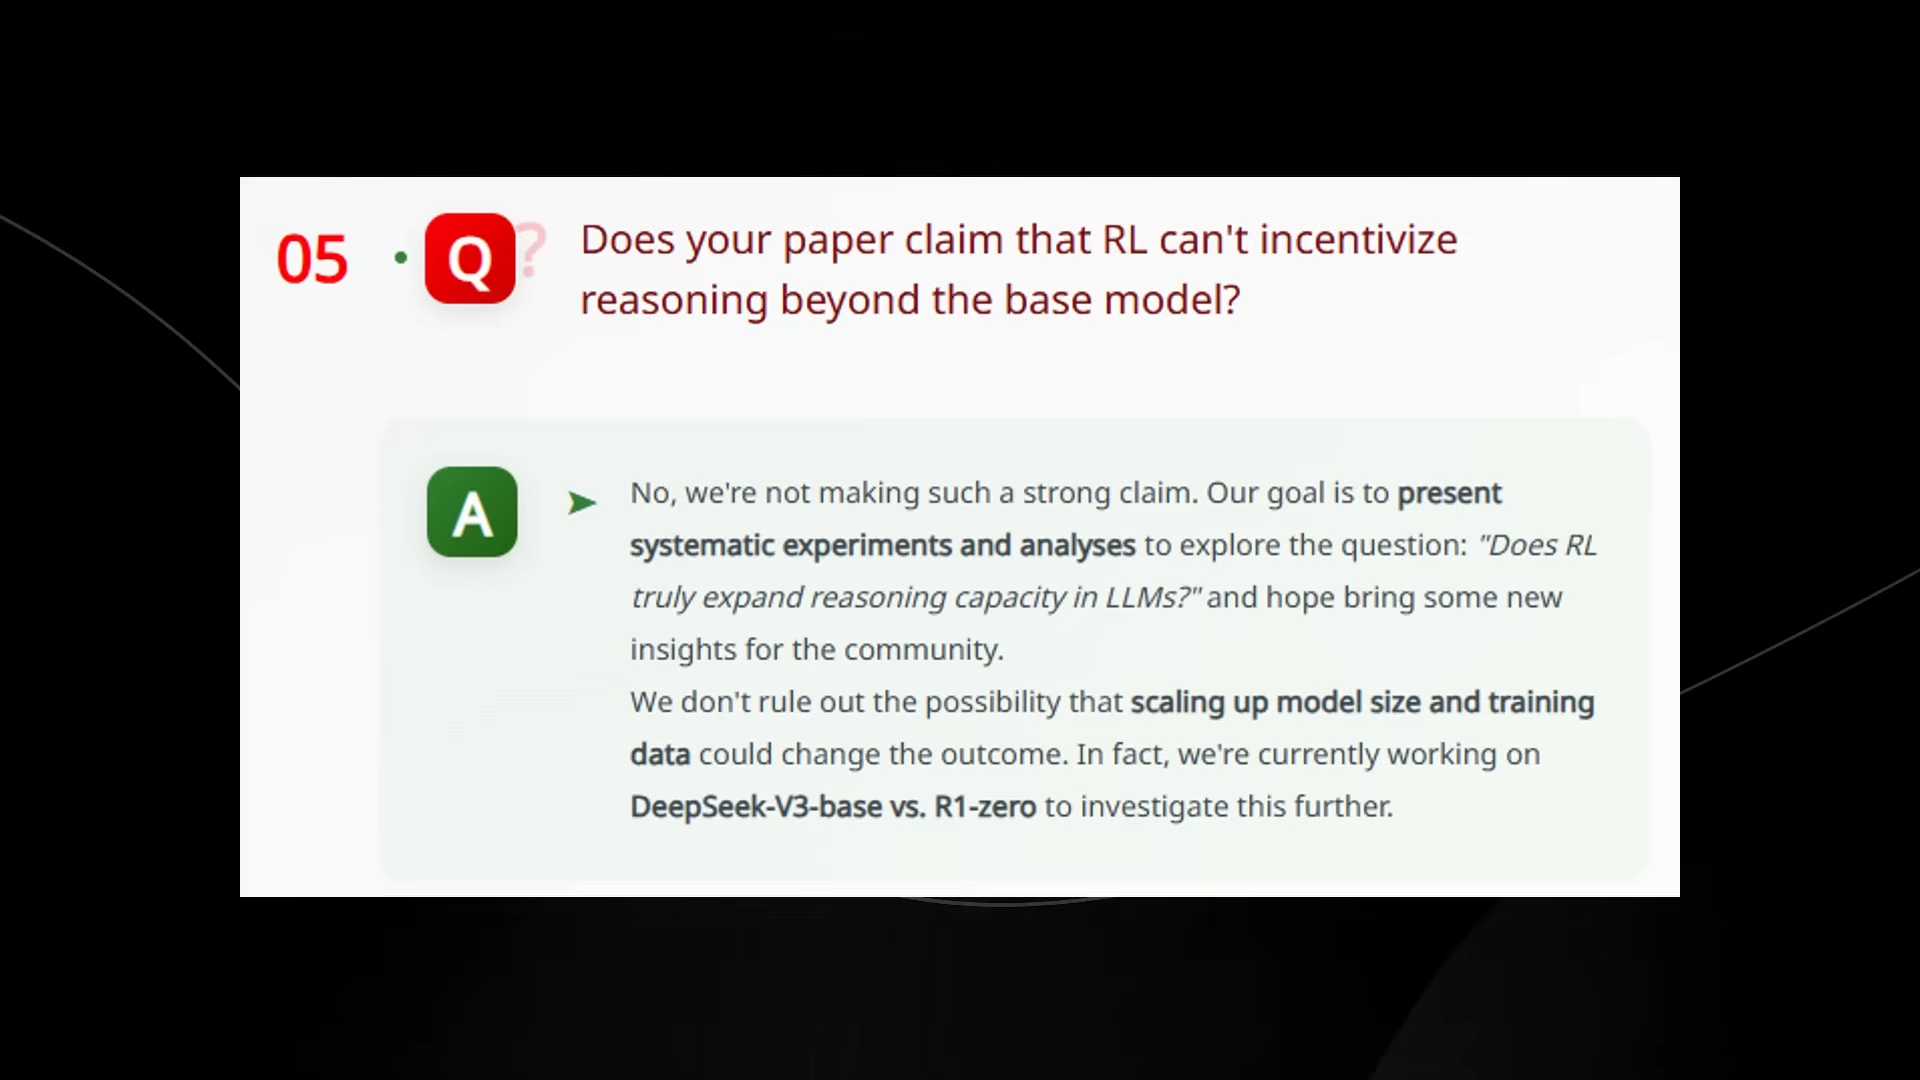 05 • Q ? Does your paper claim that RL can't incentivize
reasoning beyond the base model?
A ➤ No, we're not making such a strong claim. Our goal is to present
systematic experiments and analyses to explore the question: "Does RL
truly expand reasoning capacity in LLMs?" and hope bring some new
insights for the community.
We don't rule out the possibility that scaling up model size and training
data could change the outcome. In fact, we're currently working on
DeepSeek-V3-base vs. R1-zero to investigate this further.